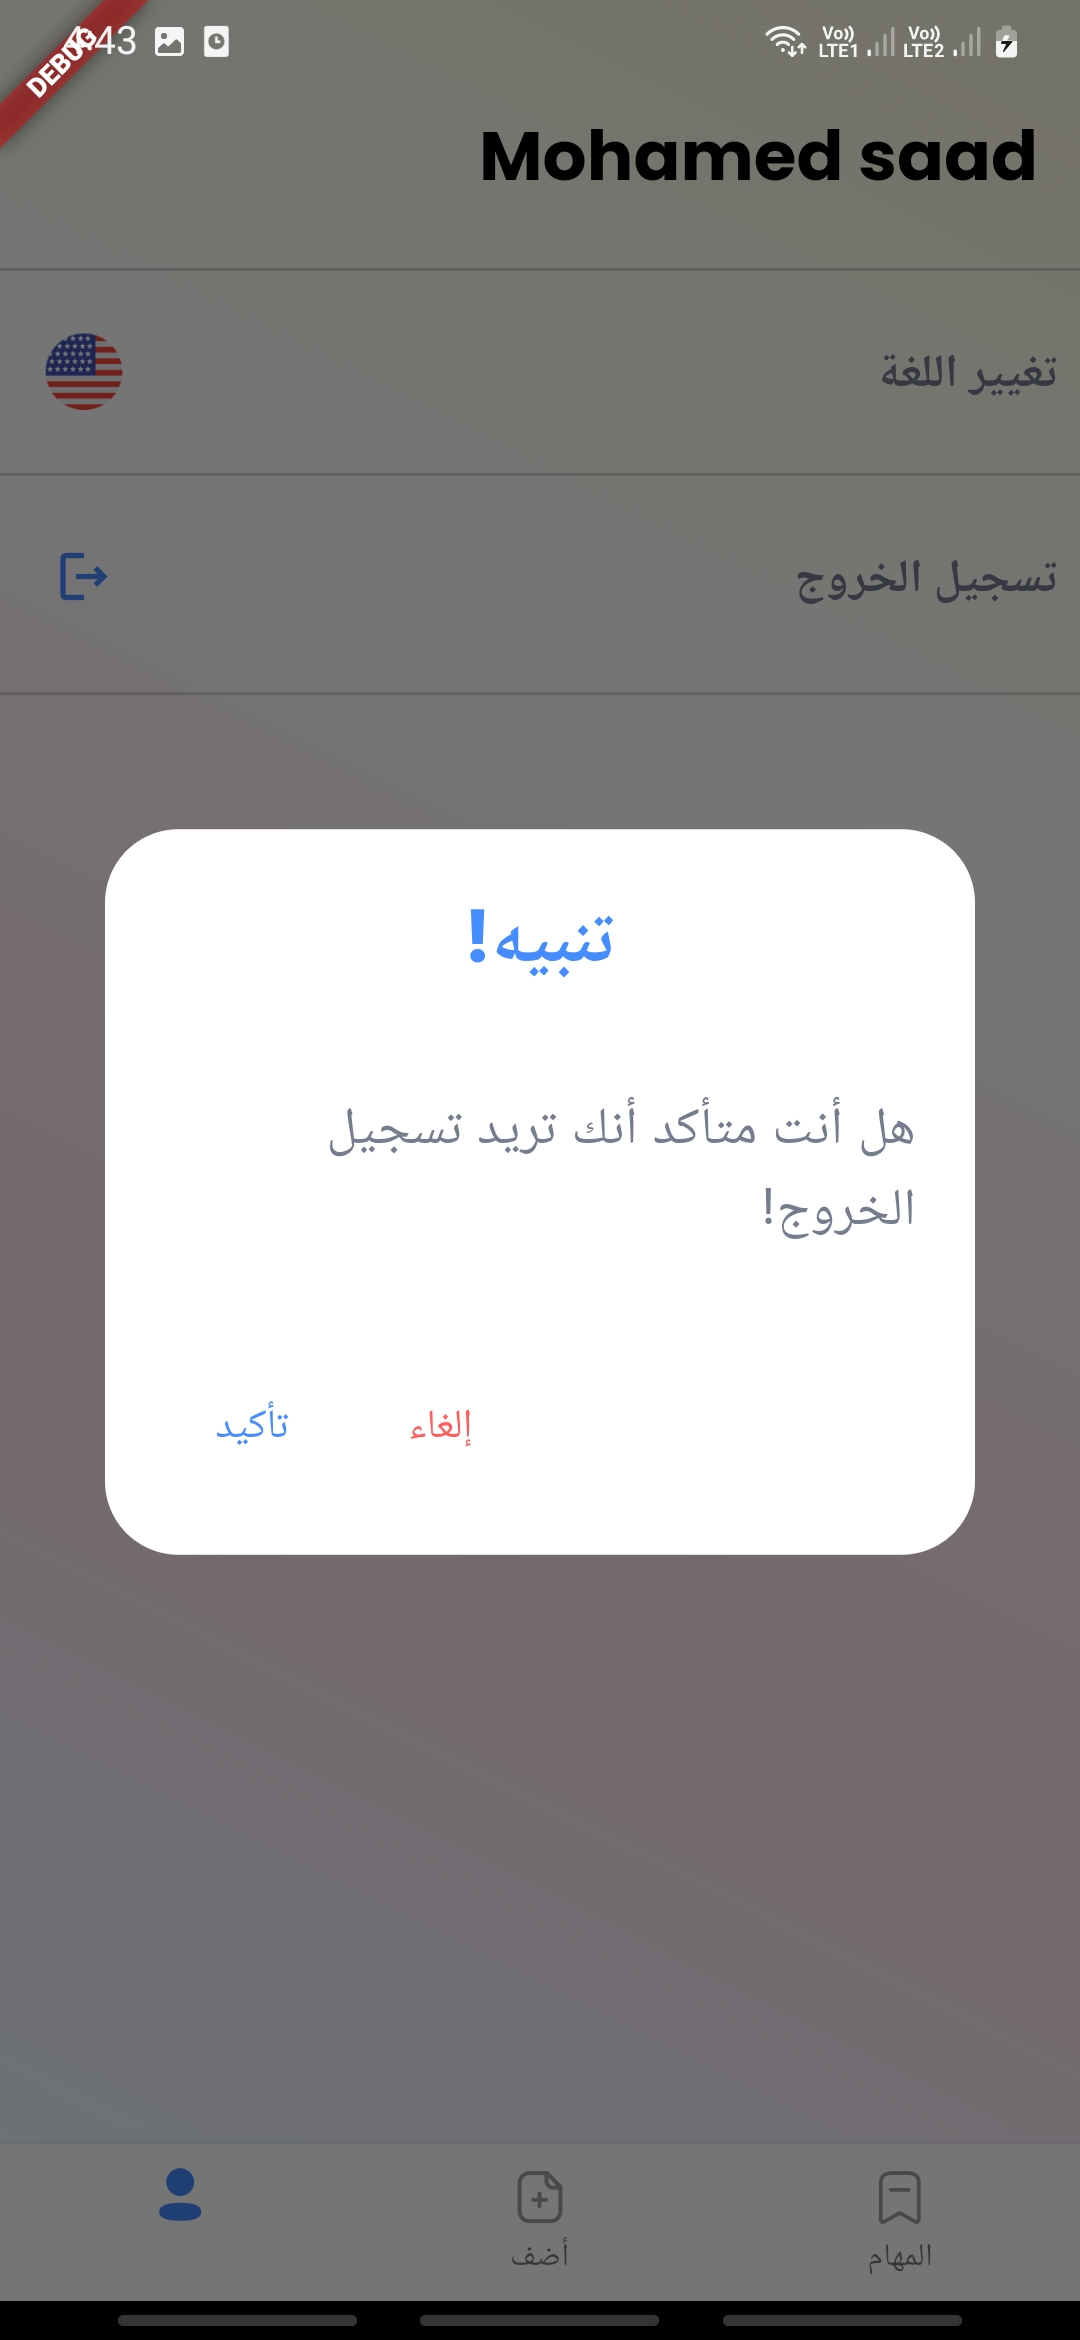 DEBUG
4:43
Vo)) LTE1
Vo)) LTE2
Mohamed saad
تغيير اللغة
تسجيل الخروج
تنبيه!
هل أنت متأكد أنك تريد تسجيل
الخروج!
إلغاء
تأكيد
المهام
أضف